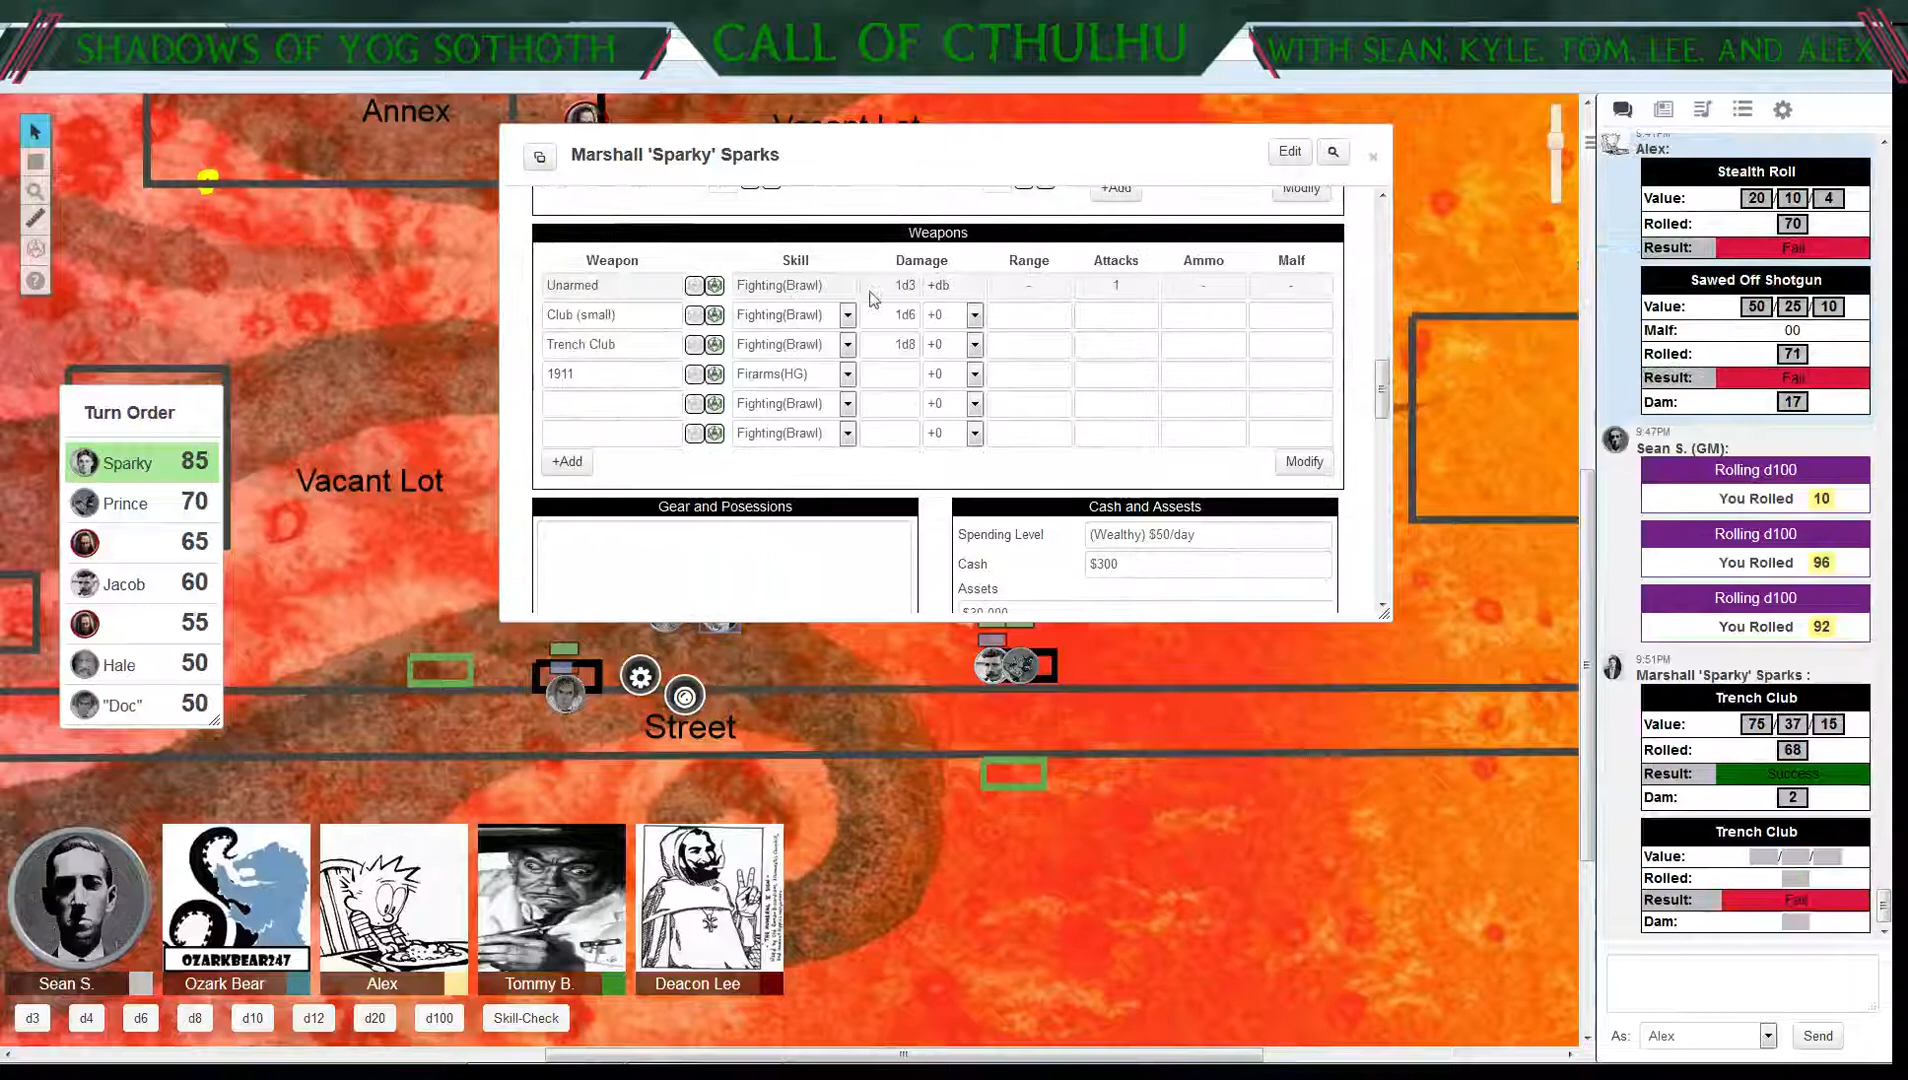 SHADOWS OF YOG SOTHOTH
CALL OF CTHULHU
WITH SEAN, KYLE, TOM, LEE, AND ALEX
Annex
Vacant Lot
Marshall 'Sparky' Sparks
Edit
+Add
Modify
Weapons
Weapon Skill Damage Range Attacks Ammo Malf
Unarmed Fighting(Brawl) 1d3 +db - 1 - -
Club (small) Fighting(Brawl) 1d6 +0
Trench Club Fighting(Brawl) 1d8 +0
1911 Firarms(HG) +0
Fighting(Brawl) +0
Fighting(Brawl) +0
+Add Modify
Gear and Posessions
Cash and Assests
Spending Level (Wealthy) $50/day
Cash $300
Assets
$30,000
Turn Order
Sparky 85
Prince 70
65
Jacob 60
55
Hale 50
"Doc" 50
Vacant Lot
Street
9:41PM
Alex:
Stealth Roll
Value: 20 / 10 / 4
Rolled: 70
Result: Fail
Sawed Off Shotgun
Value: 50 / 25 / 10
Malf: 00
Rolled: 71
Result: Fail
Dam: 17
9:47PM
Sean S. (GM):
Rolling d100
You Rolled 10
Rolling d100
You Rolled 96
Rolling d100
You Rolled 92
9:51PM
Marshall 'Sparky' Sparks :
Trench Club
Value: 75 / 37 / 15
Rolled: 68
Result: Success
Dam: 2
Trench Club
Value: / /
Rolled:
Result: Fail
Dam:
As: Alex Send
OZARKBEAR247
Sean S. Ozark Bear Alex Tommy B. Deacon Lee
d3 d4 d6 d8 d10 d12 d20 d100 Skill-Check